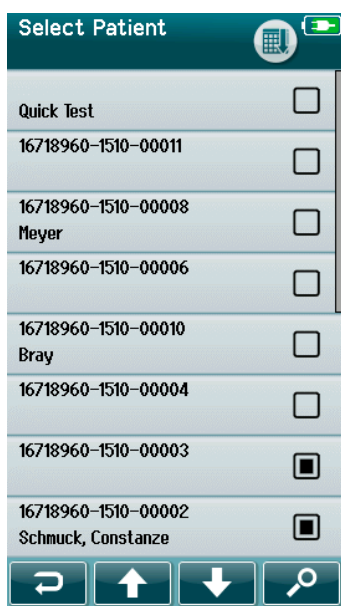 Select Patient
Quick Test
16718960-1510-00011
16718960-1510-00008
Meyer
16718960-1510-00006
16718960-1510-00010
Bray
16718960-1510-00004
16718960-1510-00003
16718960-1510-00002
Schmuck, Constanze